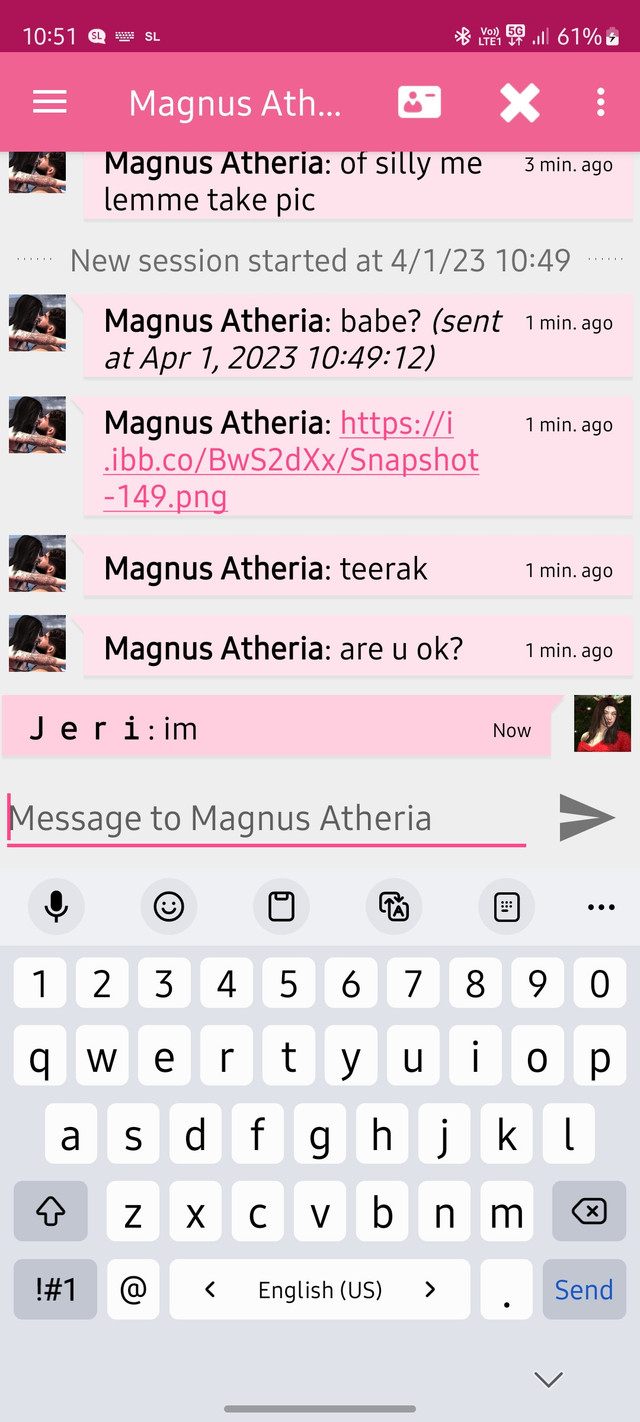 10:51 SL SL Vo)) LTE1 5G 61%
Magnus Ath...
Magnus Atheria: of silly me 3 min. ago
lemme take pic
New session started at 4/1/23 10:49
Magnus Atheria: babe? (sent 1 min. ago
at Apr 1, 2023 10:49:12)
Magnus Atheria: https://i 1 min. ago
.ibb.co/BwS2dXx/Snapshot
-149.png
Magnus Atheria: teerak 1 min. ago
Magnus Atheria: are u ok? 1 min. ago
J e r i : im Now
Message to Magnus Atheria
1 2 3 4 5 6 7 8 9 0
q w e r t y u i o p
a s d f g h j k l
z x c v b n m
!#1 @ < English (US) > . Send